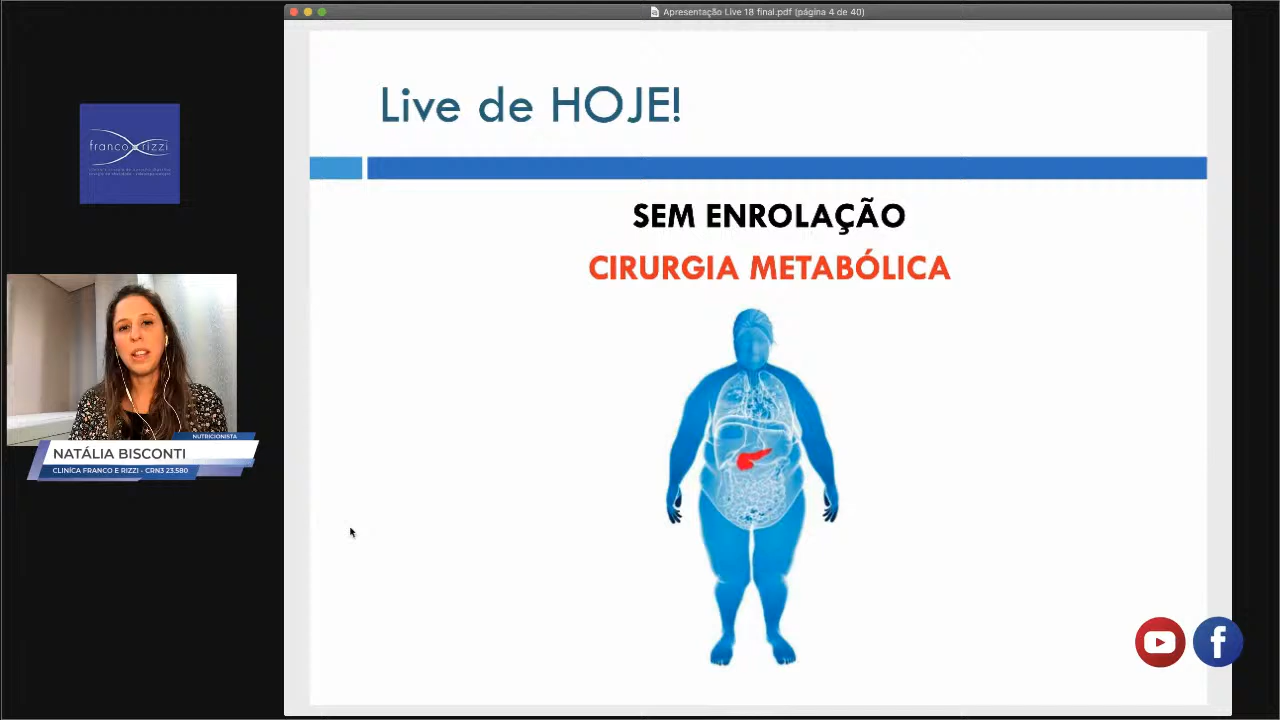 Apresentação Live 18 final.pdf (página 4 de 40)
Live de HOJE!
franco rizzi
SEM ENROLAÇÃO
CIRURGIA METABÓLICA
NUTRICIONISTA
NATÁLIA BISCONTI
CLINÍCA FRANCO E RIZZI - CRN3 23.580